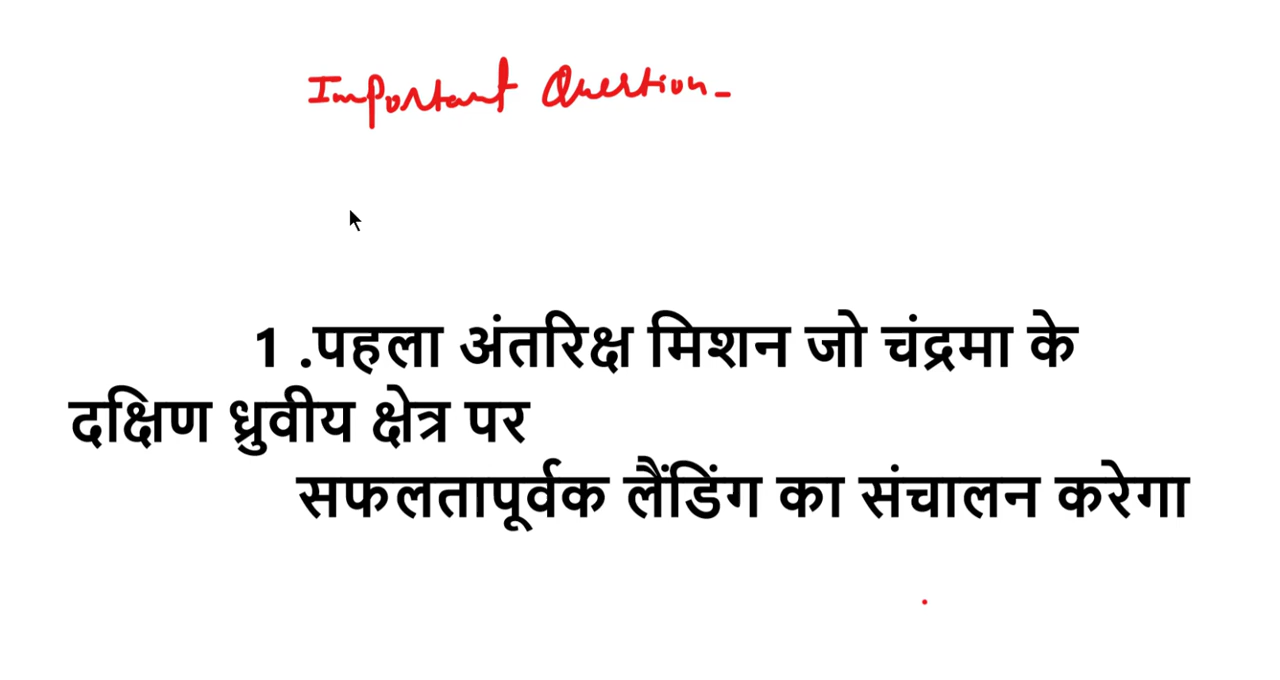 Important Question-
1 .पहला अंतरिक्ष मिशन जो चंद्रमा के
दक्षिण ध्रुवीय क्षेत्र पर
सफलतापूर्वक लैंडिंग का संचालन करेगा